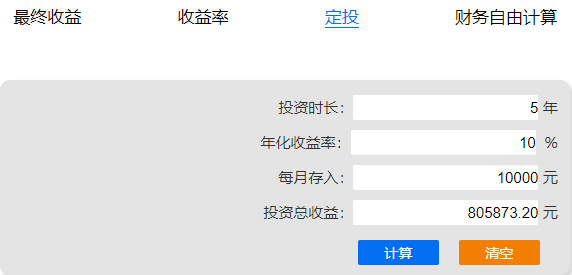 最终收益 收益率 定投 财务自由计算
投资时长： 5 年
年化收益率： 10 %
每月存入： 10000 元
投资总收益： 805873.20 元
计算 清空